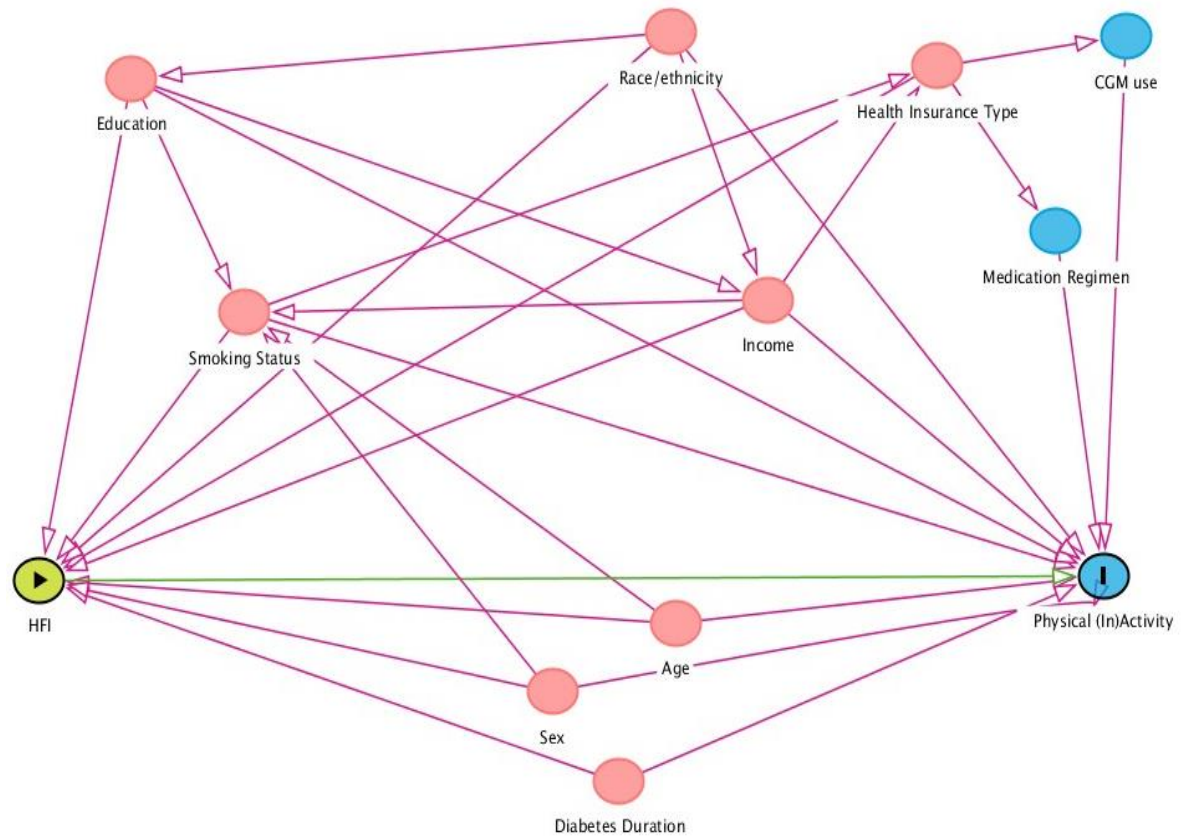 Race/ethnicity
CGM use
Health Insurance Type
Education
Medication Regimen
Income
Smoking Status
HFI
Physical (In)Activity
Age
Sex
Diabetes Duration